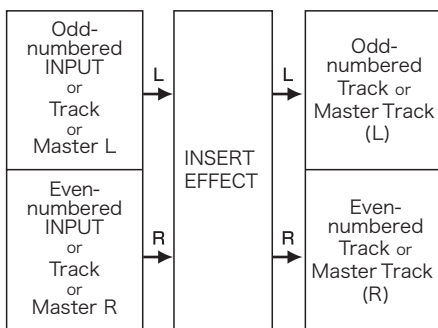 Odd-
numbered
INPUT
or
Track
or
Master L
Even-
numbered
INPUT
or
Track
or
Master R
L
R
INSERT
EFFECT
L
R
Odd-
numbered
Track or
Master Track
(L)
Even-
numbered
Track or
Master Track
(R)